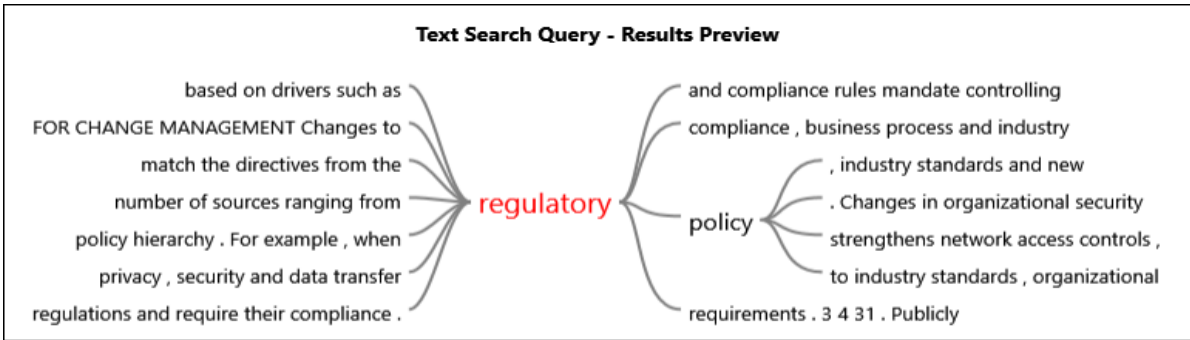 Text Search Query - Results Preview
based on drivers such as
FOR CHANGE MANAGEMENT Changes to
match the directives from the
number of sources ranging from
policy hierarchy . For example , when
privacy , security and data transfer
regulations and require their compliance .
regulatory
and compliance rules mandate controlling
compliance , business process and industry
policy
, industry standards and new
. Changes in organizational security
strengthens network access controls ,
to industry standards , organizational
requirements . 3 4 31 . Publicly